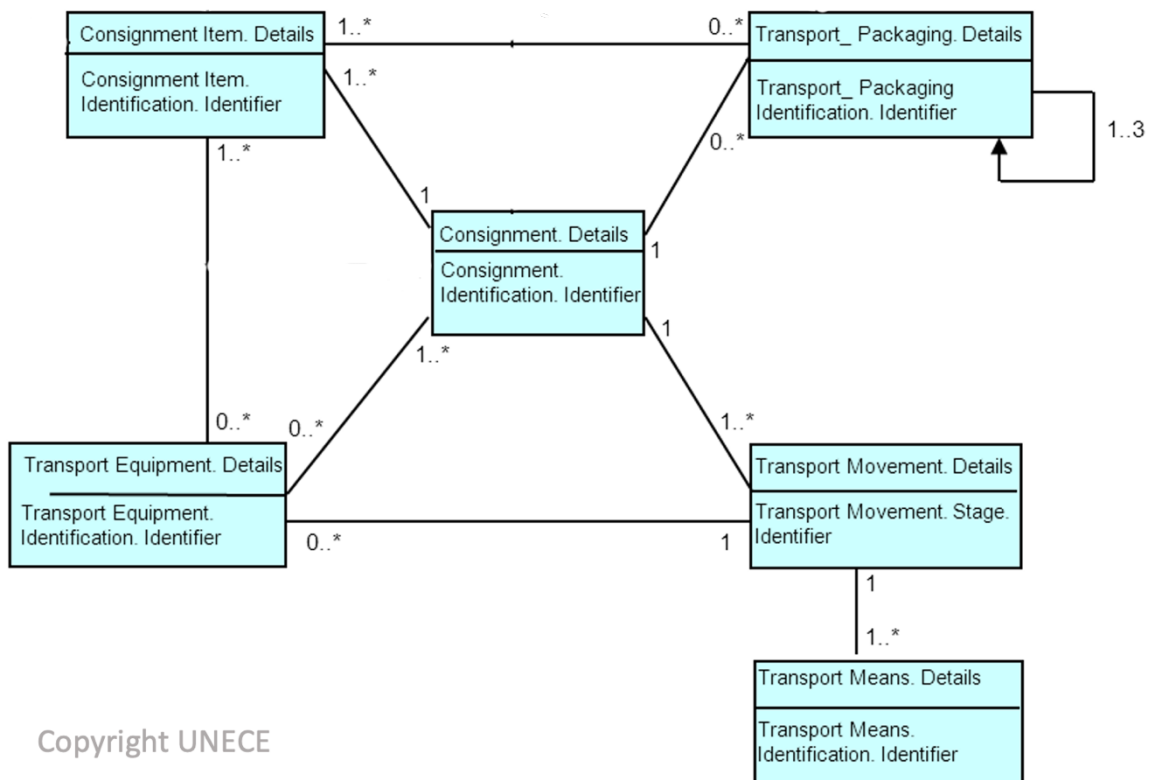 Consignment Item. Details
Consignment Item.
Identification. Identifier
1..*
0..*
Transport_ Packaging. Details
Transport_ Packaging
Identification. Identifier
1..3
1..*
0..*
1..*
1
Consignment. Details
Consignment.
Identification. Identifier
1
1
1..*
0..*
0..*
1..*
Transport Equipment. Details
Transport Equipment.
Identification. Identifier
Transport Movement. Details
Transport Movement. Stage.
Identifier
0..*
1
1
1..*
Transport Means. Details
Transport Means.
Identification. Identifier
Copyright UNECE